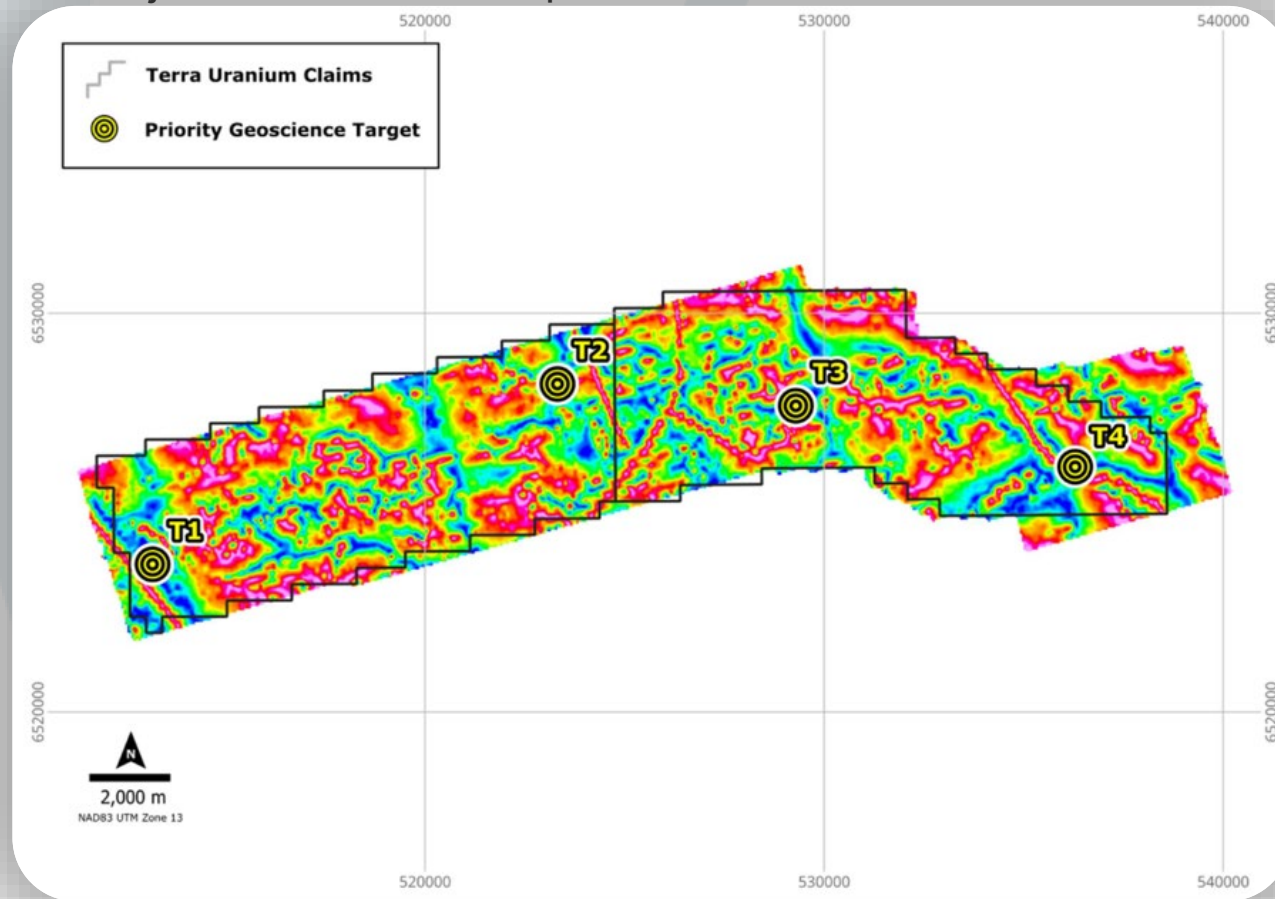 520000
530000
540000
Terra Uranium Claims
Priority Geoscience Target
6530000
6530000
T2
T3
T4
T1
6520000
6520000
N
2,000 m
NAD83 UTM Zone 13
520000
530000
540000